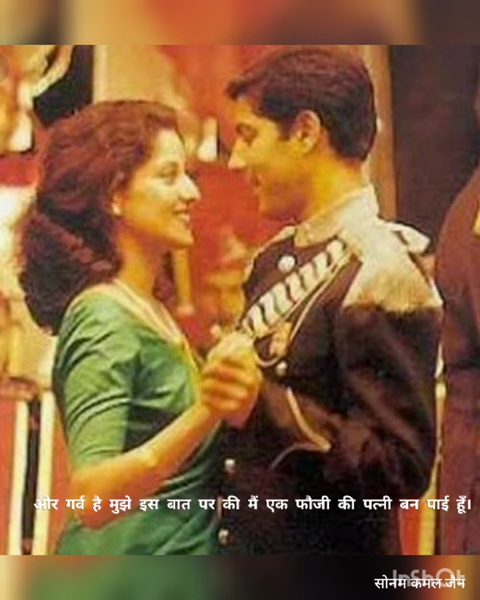 और गर्व है मुझे इस बात पर की मैं एक फौजी की पत्नी बन पाई हूँ।
सोनम कमल जैन
InShOt